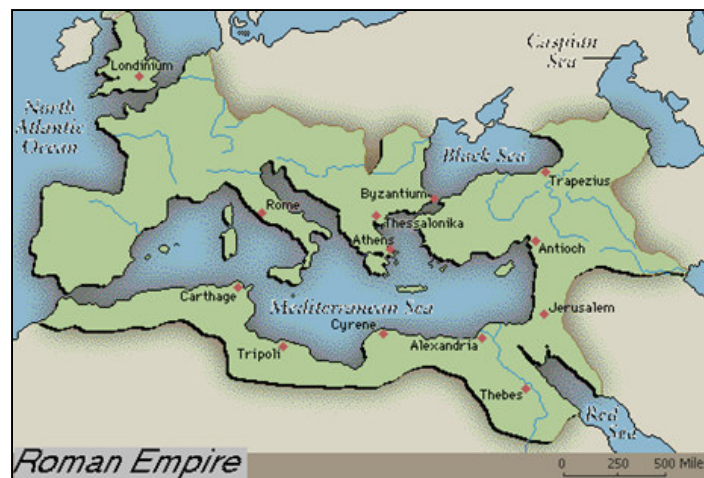 Caspian
Sea
Londinium
North
Atlantic
Ocean
Black Sea
Trapezius
Byzantium
Rome
Thessalonika
Athens
Antioch
Carthage
Mediterranean Sea
Jerusalem
Cyrene
Tripoli
Alexandria
Thebes
Red
Sea
Roman Empire
0 250 500 Mile